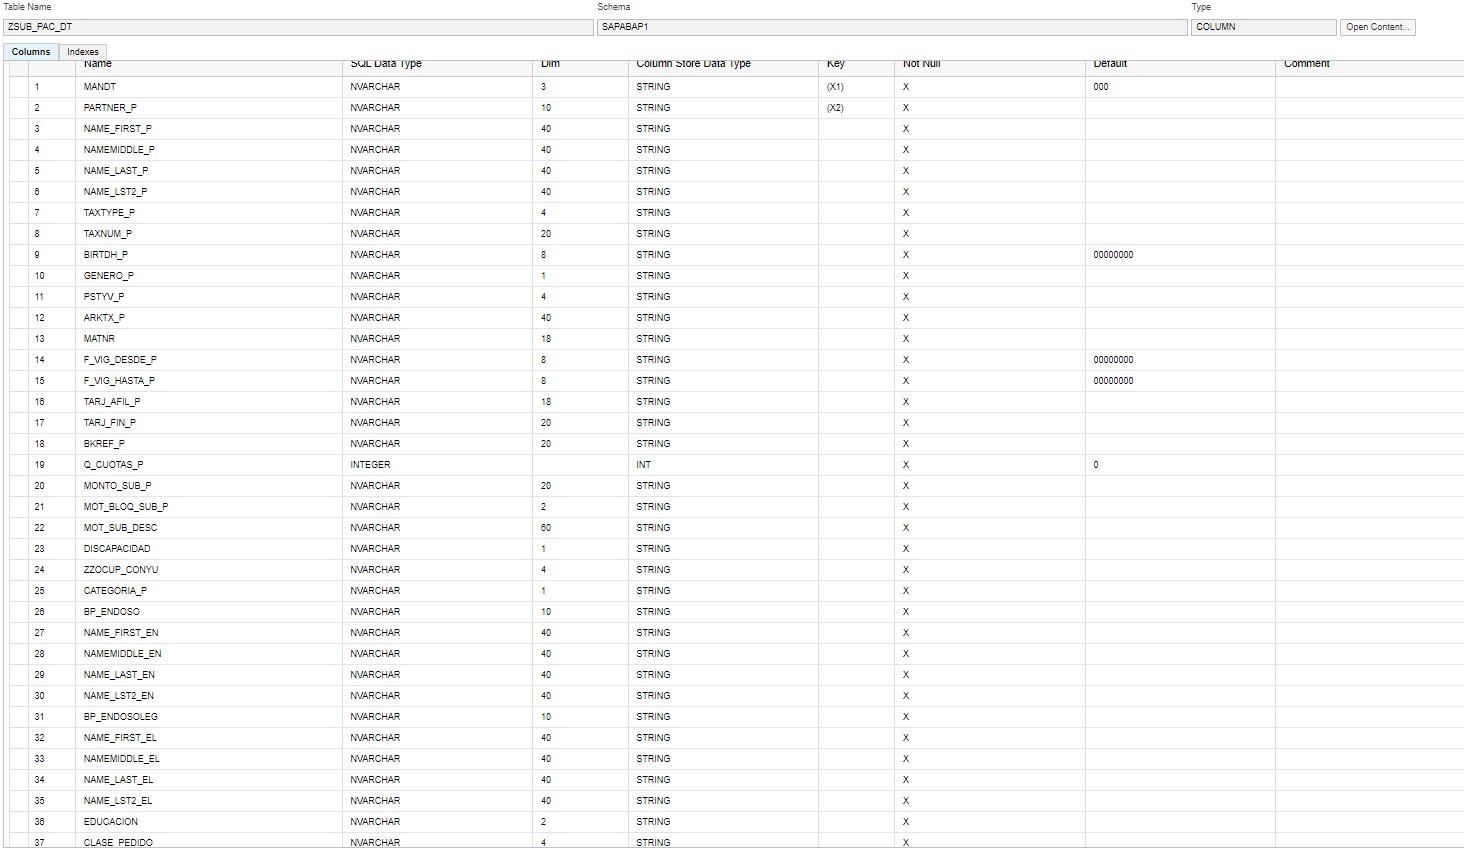 Table Name Schema Type
ZSUB_PAC_DT SAPABAP1 COLUMN Open Content...
Columns Indexes
Name SQL Data Type Dim Column Store Data Type Key Not Null Default Comment
1 MANDT NVARCHAR 3 STRING (X1) X 000
2 PARTNER_P NVARCHAR 10 STRING (X2) X
3 NAME_FIRST_P NVARCHAR 40 STRING X
4 NAMEMIDDLE_P NVARCHAR 40 STRING X
5 NAME_LAST_P NVARCHAR 40 STRING X
6 NAME_LST2_P NVARCHAR 40 STRING X
7 TAXTYPE_P NVARCHAR 4 STRING X
8 TAXNUM_P NVARCHAR 20 STRING X
9 BIRTDH_P NVARCHAR 8 STRING X 00000000
10 GENERO_P NVARCHAR 1 STRING X
11 PSTYV_P NVARCHAR 4 STRING X
12 ARKTX_P NVARCHAR 40 STRING X
13 MATNR NVARCHAR 18 STRING X
14 F_VIG_DESDE_P NVARCHAR 8 STRING X 00000000
15 F_VIG_HASTA_P NVARCHAR 8 STRING X 00000000
16 TARJ_AFIL_P NVARCHAR 18 STRING X
17 TARJ_FIN_P NVARCHAR 20 STRING X
18 BKREF_P NVARCHAR 20 STRING X
19 Q_CUOTAS_P INTEGER INT X 0
20 MONTO_SUB_P NVARCHAR 20 STRING X
21 MOT_BLOQ_SUB_P NVARCHAR 2 STRING X
22 MOT_SUB_DESC NVARCHAR 60 STRING X
23 DISCAPACIDAD NVARCHAR 1 STRING X
24 ZZOCUP_CONYU NVARCHAR 4 STRING X
25 CATEGORIA_P NVARCHAR 1 STRING X
26 BP_ENDOSO NVARCHAR 10 STRING X
27 NAME_FIRST_EN NVARCHAR 40 STRING X
28 NAMEMIDDLE_EN NVARCHAR 40 STRING X
29 NAME_LAST_EN NVARCHAR 40 STRING X
30 NAME_LST2_EN NVARCHAR 40 STRING X
31 BP_ENDOSOLEG NVARCHAR 10 STRING X
32 NAME_FIRST_EL NVARCHAR 40 STRING X
33 NAMEMIDDLE_EL NVARCHAR 40 STRING X
34 NAME_LAST_EL NVARCHAR 40 STRING X
35 NAME_LST2_EL NVARCHAR 40 STRING X
36 EDUCACION NVARCHAR 2 STRING X
37 CLASE_PEDIDO NVARCHAR 4 STRING X